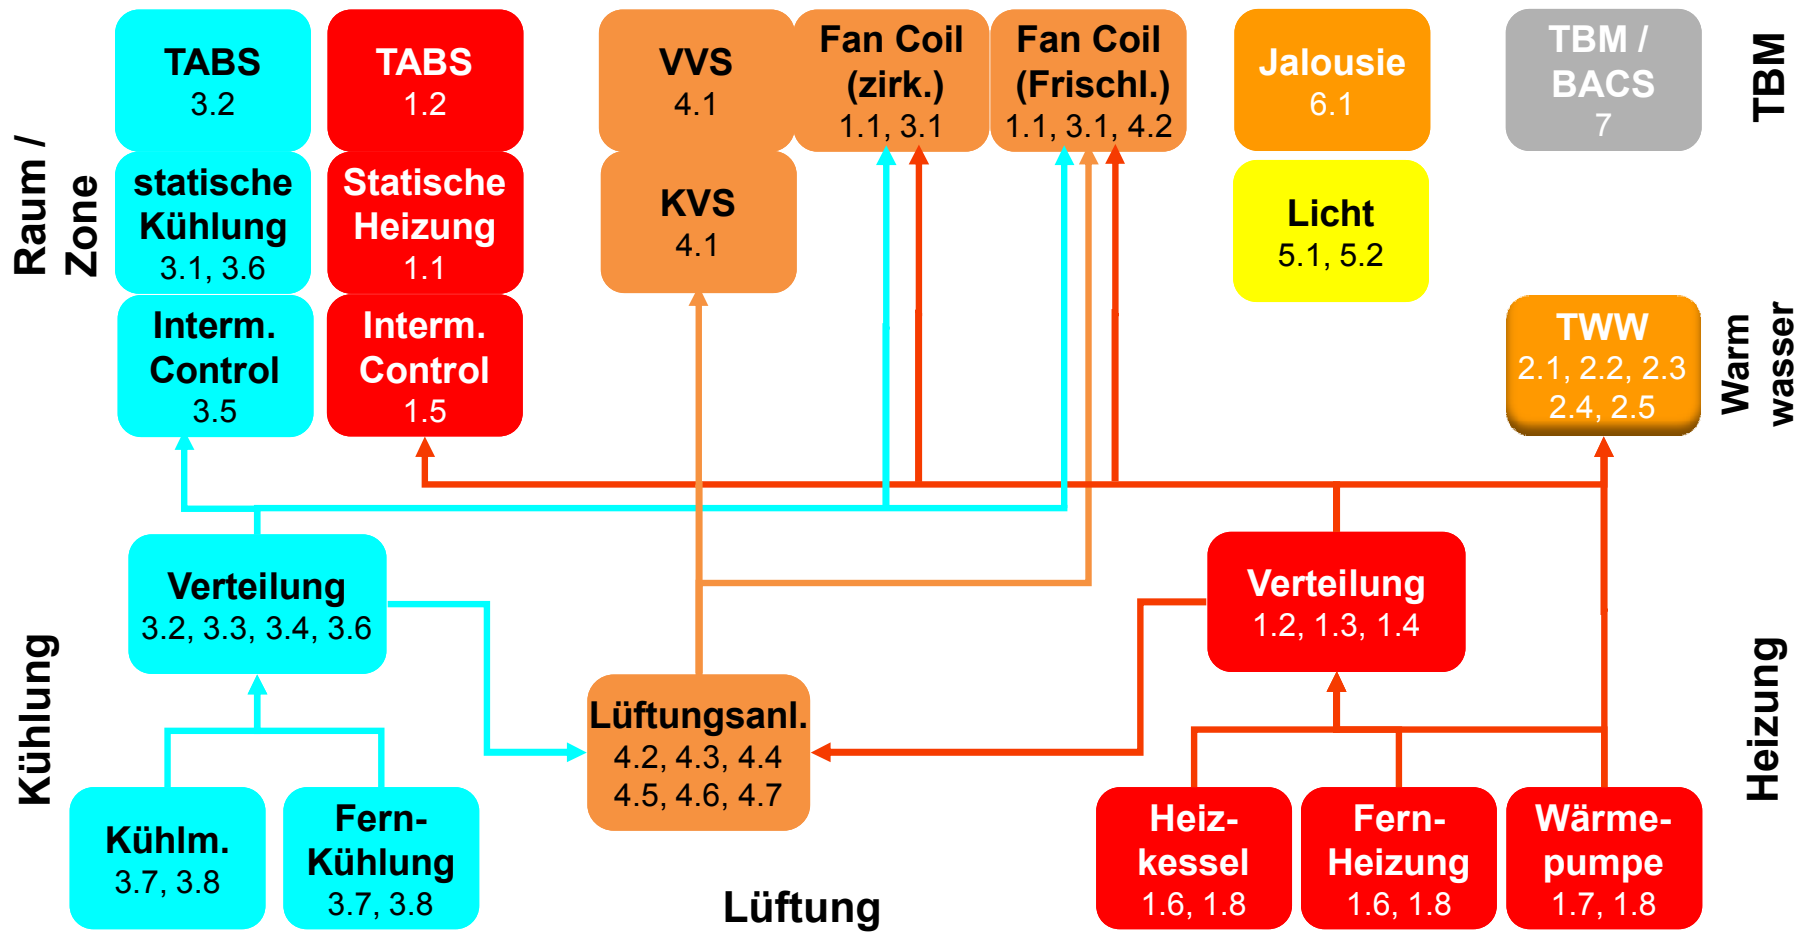 TABS
3.2
TABS
1.2
VVS
4.1
Fan Coil
(zirk.)
1.1, 3.1
Fan Coil
(Frischl.)
1.1, 3.1, 4.2
Jalousie
6.1
TBM /
BACS
7
TBM
Raum /
Zone
statische
Kühlung
3.1, 3.6
Statische
Heizung
1.1
KVS
4.1
Licht
5.1, 5.2
Interm.
Control
3.5
Interm.
Control
1.5
TWW
2.1, 2.2, 2.3
2.4, 2.5
Warm
wasser
Verteilung
3.2, 3.3, 3.4, 3.6
Verteilung
1.2, 1.3, 1.4
Kühlung
Lüftungsanl.
4.2, 4.3, 4.4
4.5, 4.6, 4.7
Heizung
Kühlm.
3.7, 3.8
Fern-
Kühlung
3.7, 3.8
Lüftung
Heiz-
kessel
1.6, 1.8
Fern-
Heizung
1.6, 1.8
Wärme-
pumpe
1.7, 1.8